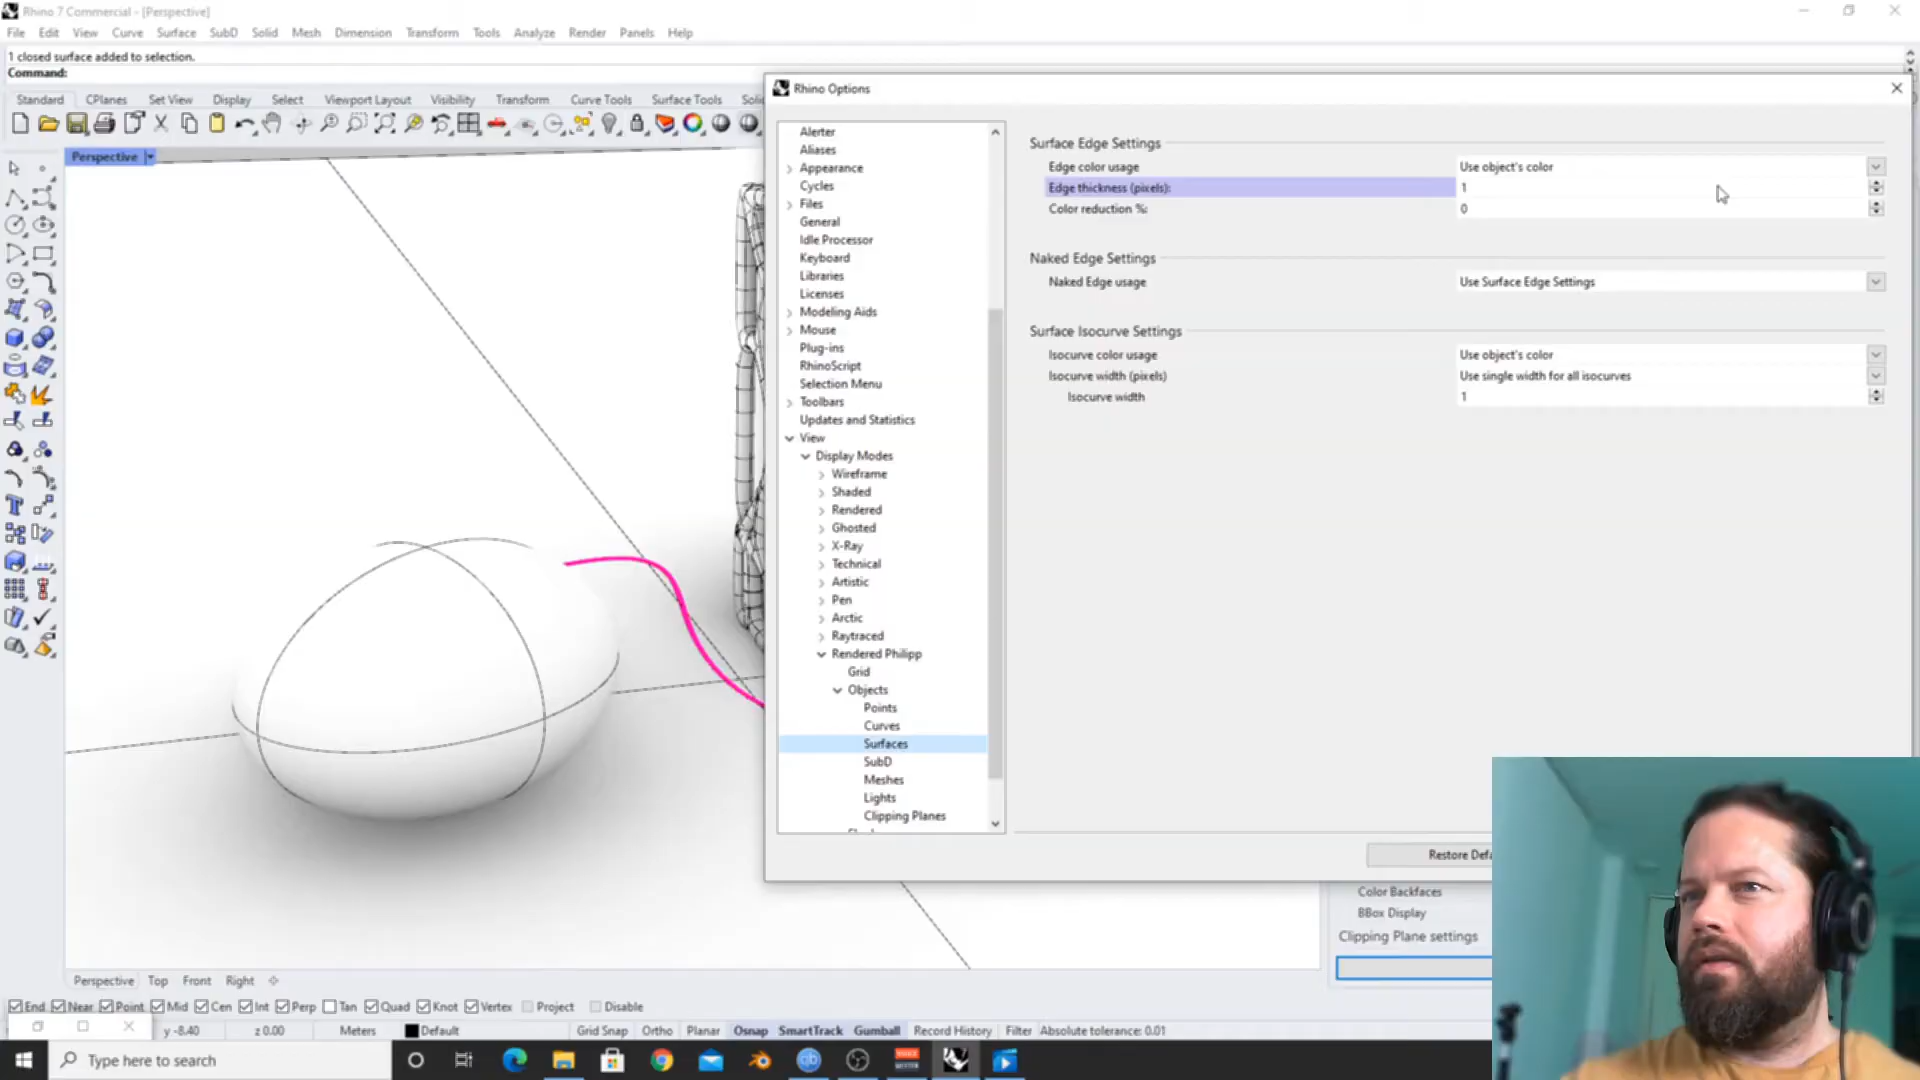 Rhino 7 Commercial - [Perspective]
File Edit View Curve Surface SubD Solid Mesh Dimension Transform Tools Analyze Render Panels Help
1 closed surface added to selection.
Command:
Standard CPlanes Set View Display Select Viewport Layout Visibility Transform Curve Tools Surface Tools
Perspective
Rhino Options
Alerter
Aliases
Appearance
Cycles
Files
General
Idle Processor
Keyboard
Libraries
Licenses
Modeling Aids
Mouse
Plug-ins
RhinoScript
Selection Menu
Toolbars
Updates and Statistics
View
Display Modes
Wireframe
Shaded
Rendered
Ghosted
X-Ray
Technical
Artistic
Pen
Arctic
Raytraced
Rendered Philipp
Grid
Objects
Points
Curves
Surfaces
SubD
Meshes
Lights
Clipping Planes
Surface Edge Settings
Edge color usage Use object's color
Edge thickness (pixels): 1
Color reduction %: 0
Naked Edge Settings
Naked Edge usage Use Surface Edge Settings
Surface Isocurve Settings
Isocurve color usage Use object's color
Isocurve width (pixels) Use single width for all isocurves
Isocurve width 1
Restore Defa
Color Backfaces
BBox Display
Clipping Plane settings
Perspective Top Front Right
End Near Point Mid Cen Int Perp Tan Quad Knot Vertex Project Disable
y -8.40 z 0.00 Meters Default Grid Snap Ortho Planar Osnap SmartTrack Gumball Record History Filter Absolute tolerance: 0.01
Type here to search